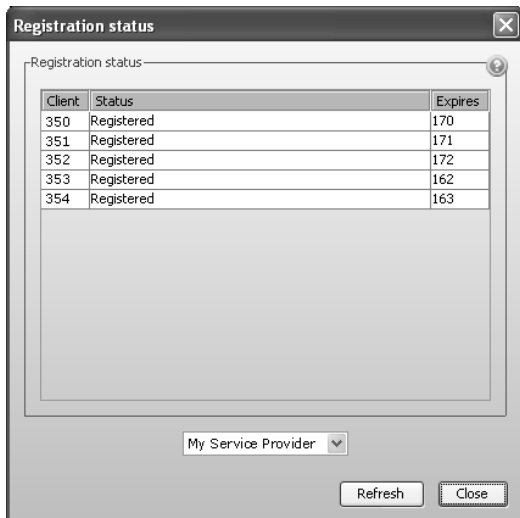 Registration status
Registration status
Client Status Expires
350 Registered 170
351 Registered 171
352 Registered 172
353 Registered 162
354 Registered 163
My Service Provider
Refresh Close